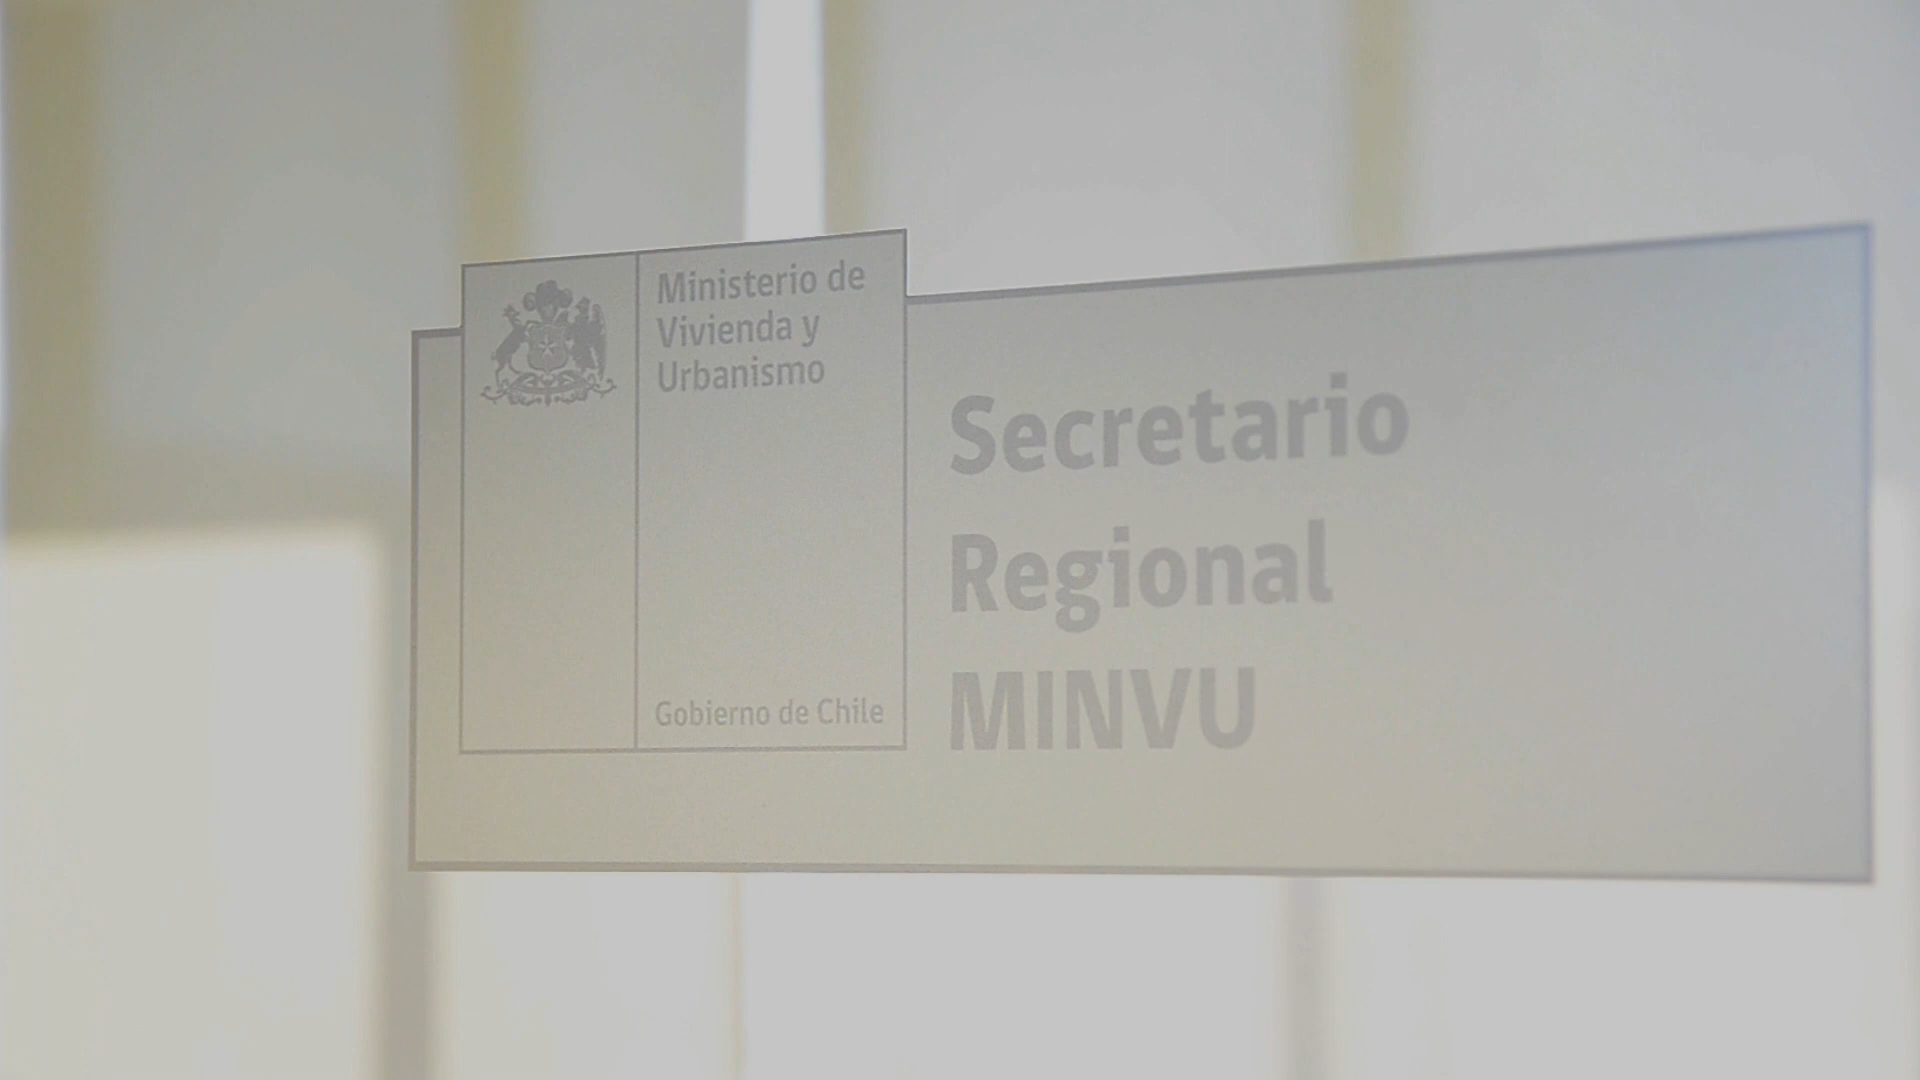 Ministerio de
Vivienda y
Urbanismo
Gobierno de Chile
Secretario
Regional
MINVU